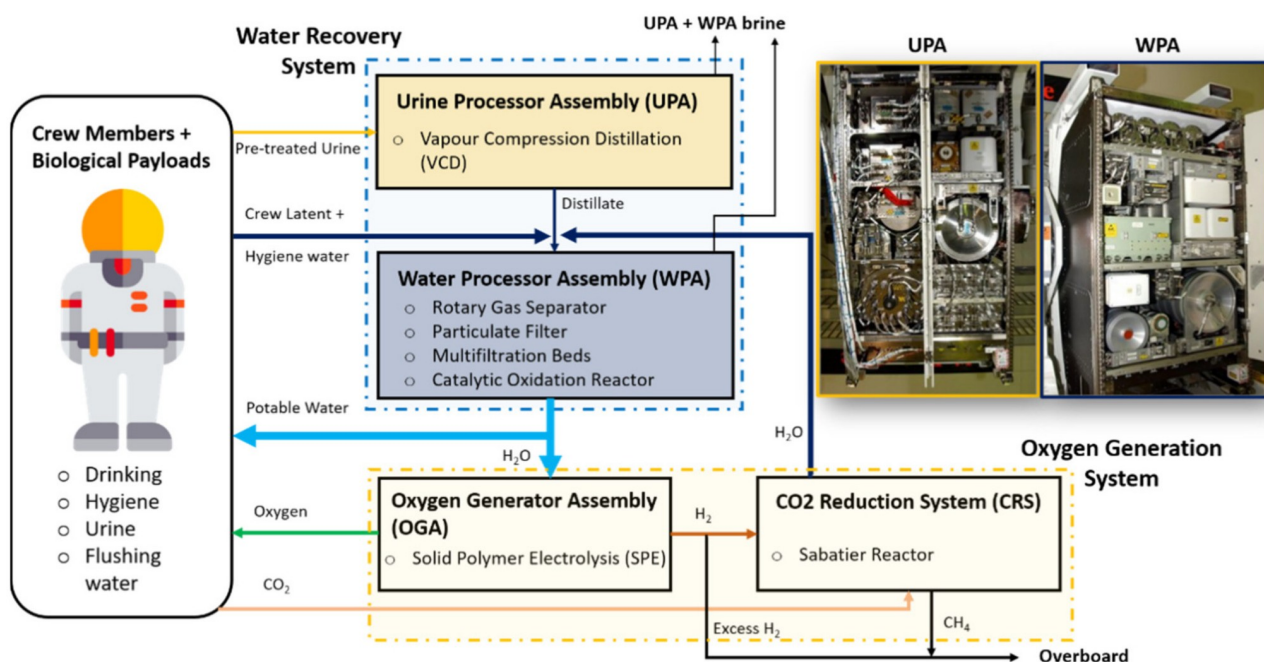 UPA + WPA brine
Water Recovery
System
UPA
WPA
Urine Processor Assembly (UPA)
○ Vapour Compression Distillation
(VCD)
Crew Members +
Biological Payloads
Pre-treated Urine
Crew Latent +
Distillate
Hygiene water
Water Processor Assembly (WPA)
○ Rotary Gas Separator
○ Particulate Filter
○ Multifiltration Beds
○ Catalytic Oxidation Reactor
Potable Water
H₂O
H₂O
Oxygen Generation
System
○ Drinking
○ Hygiene
○ Urine
○ Flushing
water
Oxygen
Oxygen Generator Assembly
(OGA)
○ Solid Polymer Electrolysis (SPE)
H₂
CO2 Reduction System (CRS)
○ Sabatier Reactor
CO₂
Excess H₂
CH₄
Overboard